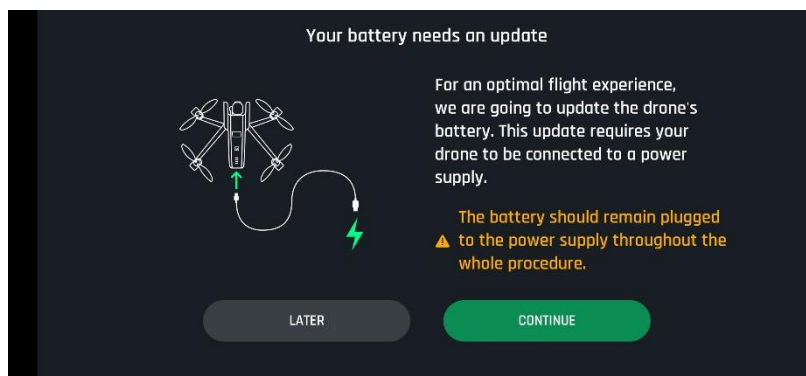 Your battery needs an update
For an optimal flight experience,
we are going to update the drone's
battery. This update requires your
drone to be connected to a power
supply.
The battery should remain plugged
to the power supply throughout the
whole procedure.
LATER
CONTINUE